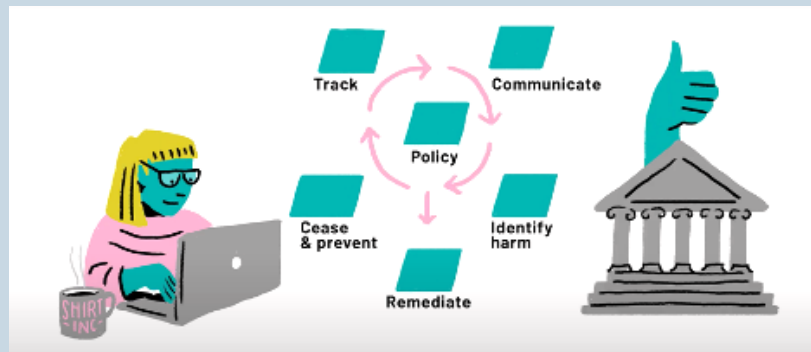 Track
Communicate
Policy
Cease
& prevent
Identify
harm
Remediate
SHIRT
-INC-